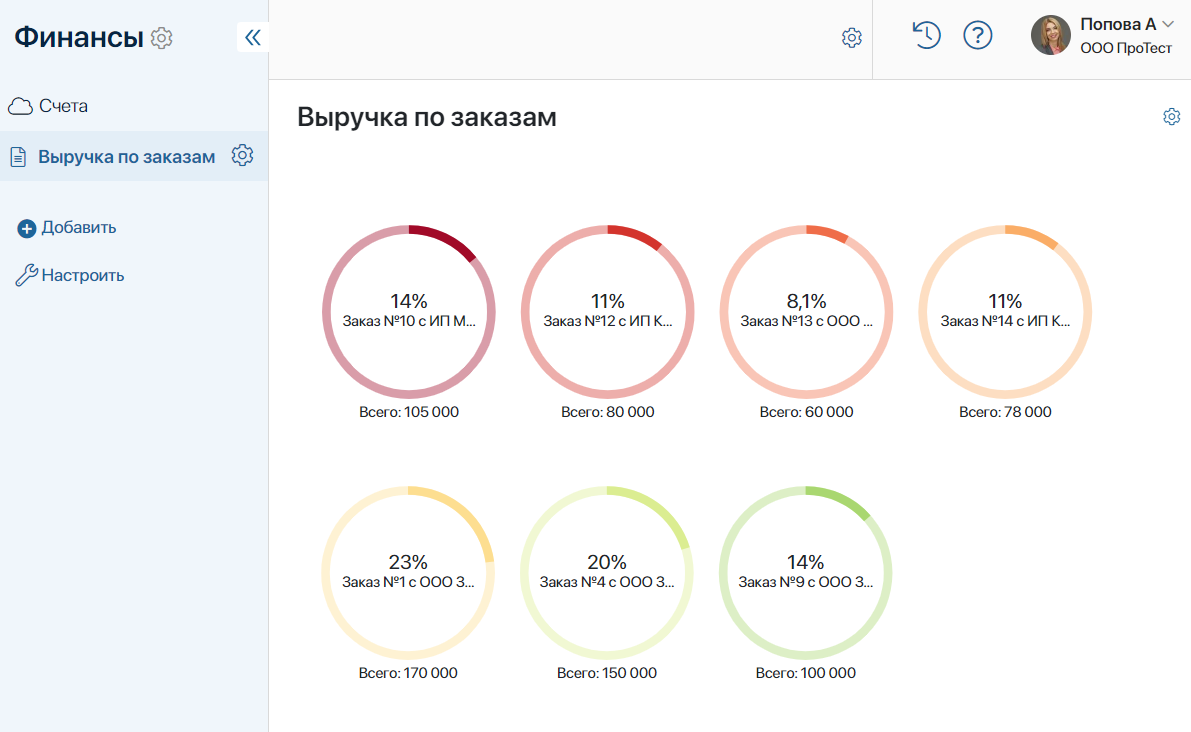 Финансы
Попова А
ООО ПроТест
Счета
Выручка по заказам
Добавить
Настроить
Выручка по заказам
14%
Заказ №10 с ИП М...
Всего: 105 000
11%
Заказ №12 с ИП К...
Всего: 80 000
8,1%
Заказ №13 с ООО ...
Всего: 60 000
11%
Заказ №14 с ИП К...
Всего: 78 000
23%
Заказ №1 с ООО З...
Всего: 170 000
20%
Заказ №4 с ООО З...
Всего: 150 000
14%
Заказ №9 с ООО З...
Всего: 100 000